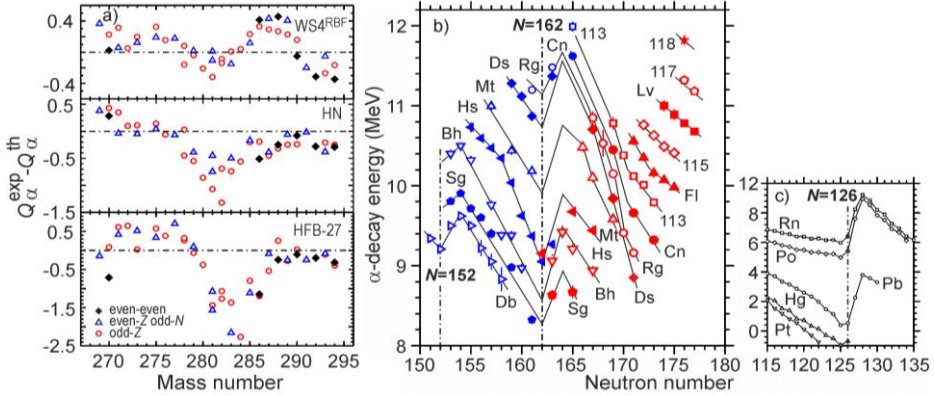 a)
WS4RBF
0.4
-0.4
HN
0.5
-0.5
-1.5
HFB-27
0.5
-0.5
-1.5
-2.5
even-even
even-Z odd-N
odd-Z
270 275 280 285 290 295
Mass number
Qαexp-Qαth
b)
N=162
12
11
10
9
8
α-decay energy (MeV)
Ds
Rg
Cn
113
118
117
Lv
115
Fl
113
Cn
Rg
Ds
Mt
Hs
Bh
Sg
Mt
Hs
Bh
Sg
Db
N=152
150 155 160 165 170 175 180
Neutron number
c)
N=126
12
8
6
4
2
0
Rn
Po
Hg
Pt
Pb
115 120 125 130 135